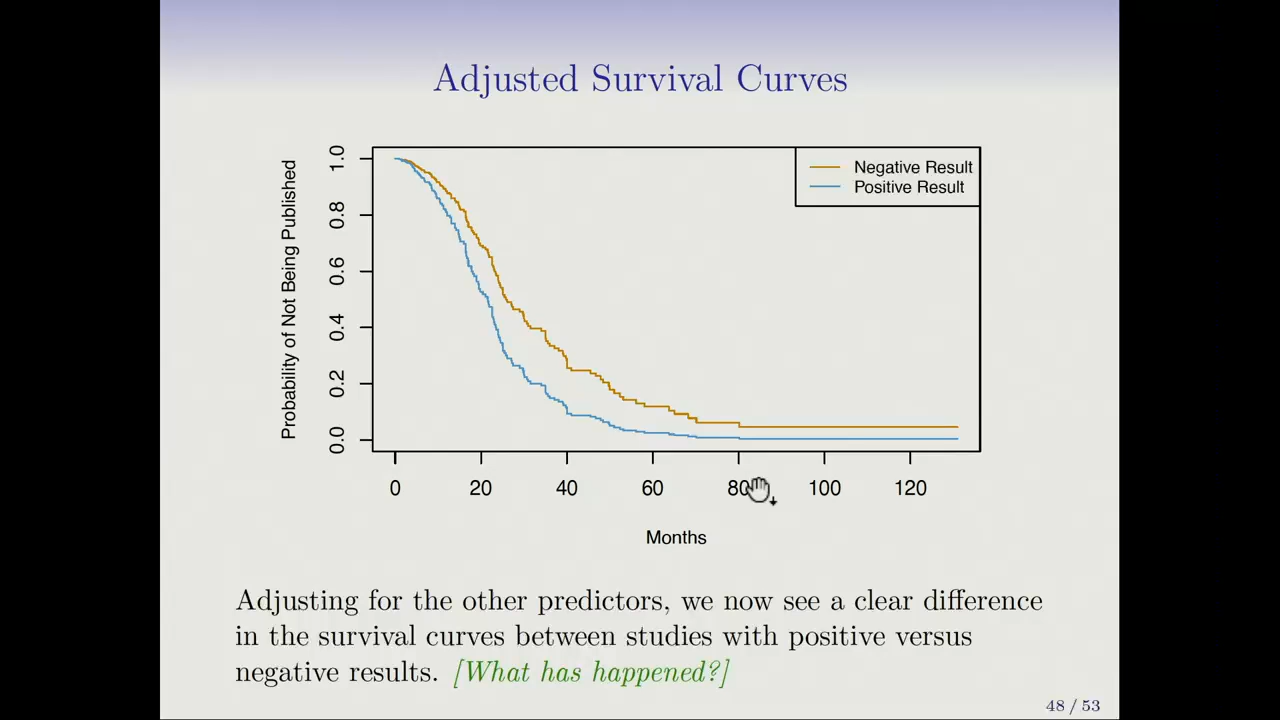 Adjusted Survival Curves
Probability of Not Being Published
1.0
0.8
0.6
0.4
0.2
0.0
Negative Result
Positive Result
0 20 40 60 80 100 120
Months
Adjusting for the other predictors, we now see a clear difference
in the survival curves between studies with positive versus
negative results. [What has happened?]
48 / 53